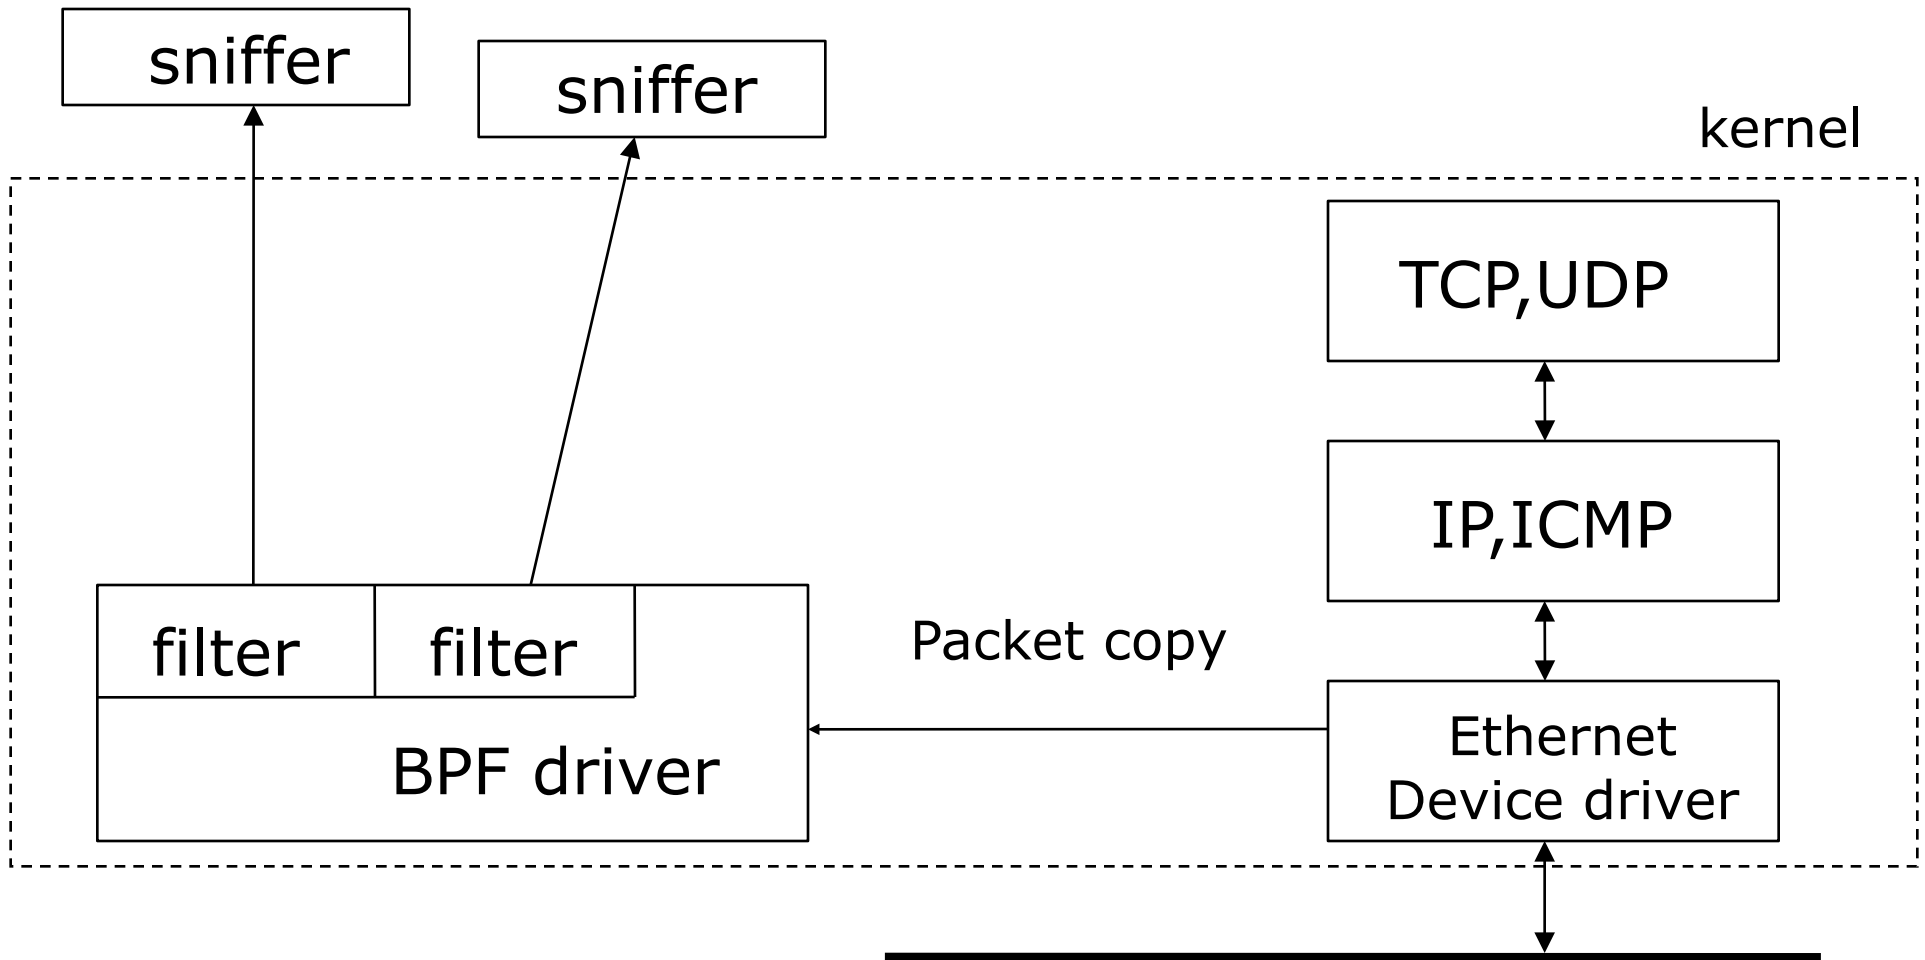 sniffer
sniffer
kernel
TCP,UDP
IP,ICMP
filter
filter
Packet copy
BPF driver
Ethernet
Device driver